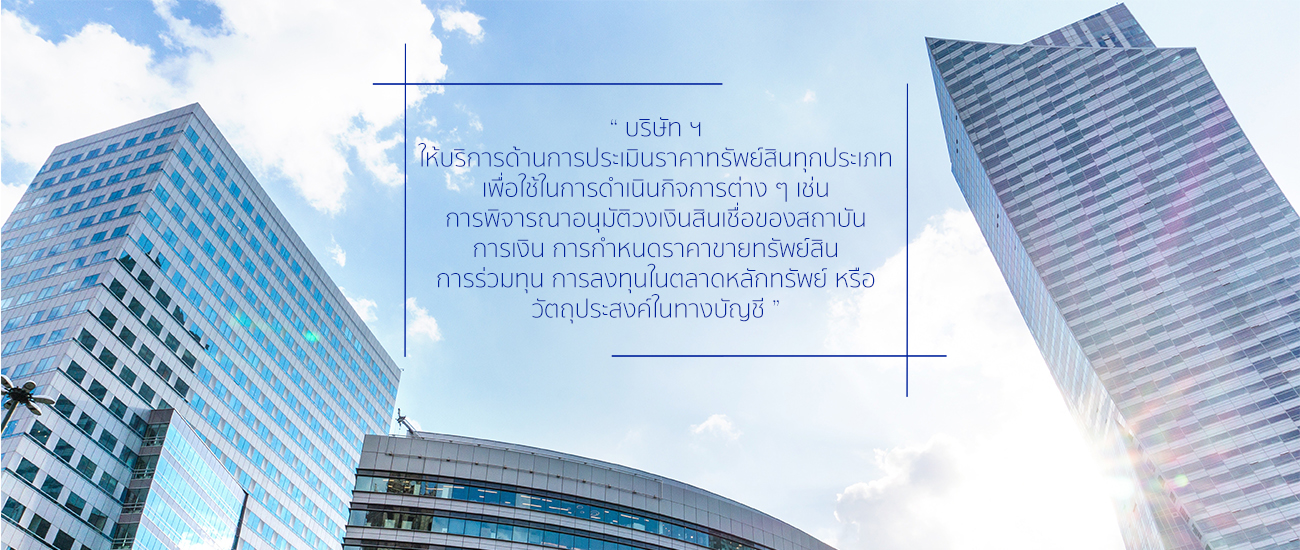 “ บริษัท ฯ
ให้บริการด้านการประเมินราคาทรัพย์สินทุกประเภท
เพื่อใช้ในการดำเนินกิจการต่าง ๆ เช่น
การพิจารณาอนุมัติวงเงินสินเชื่อของสถาบัน
การเงิน การกำหนดราคาขายทรัพย์สิน
การร่วมทุน การลงทุนในตลาดหลักทรัพย์ หรือ
วัตถุประสงค์ในทางบัญชี ”